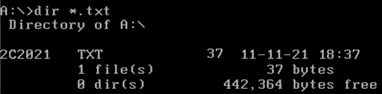 A:\>dir *.txt
Directory of A:\
2C2021 TXT 37 11-11-21 18:37
1 file(s) 37 bytes
0 dir(s) 442,364 bytes free